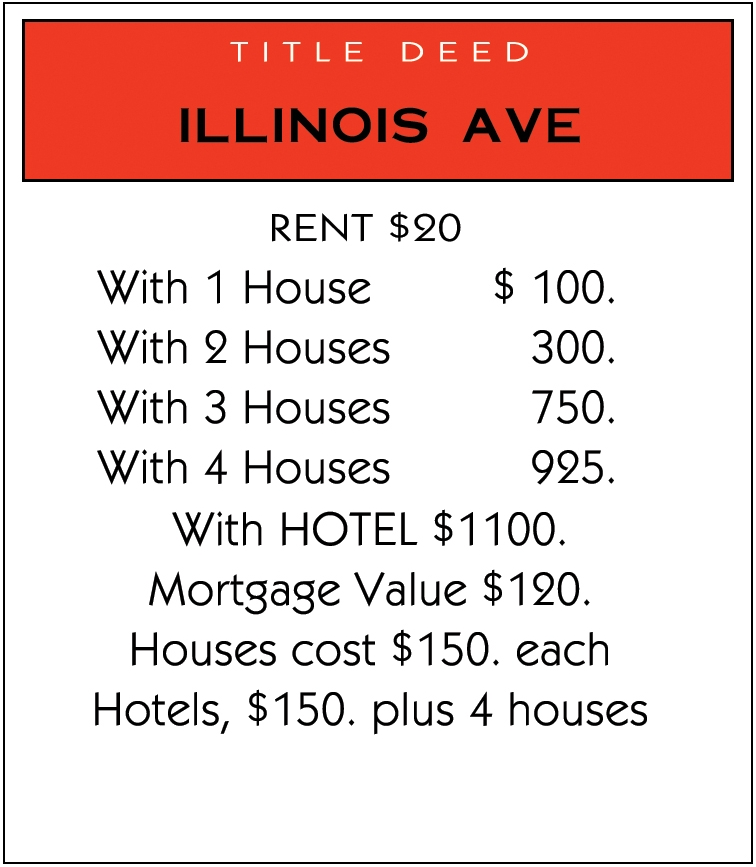 TITLE DEED
ILLINOIS AVE
RENT $20
With 1 House $ 100.
With 2 Houses 300.
With 3 Houses 750.
With 4 Houses 925.
With HOTEL $1100.
Mortgage Value $120.
Houses cost $150. each
Hotels, $150. plus 4 houses